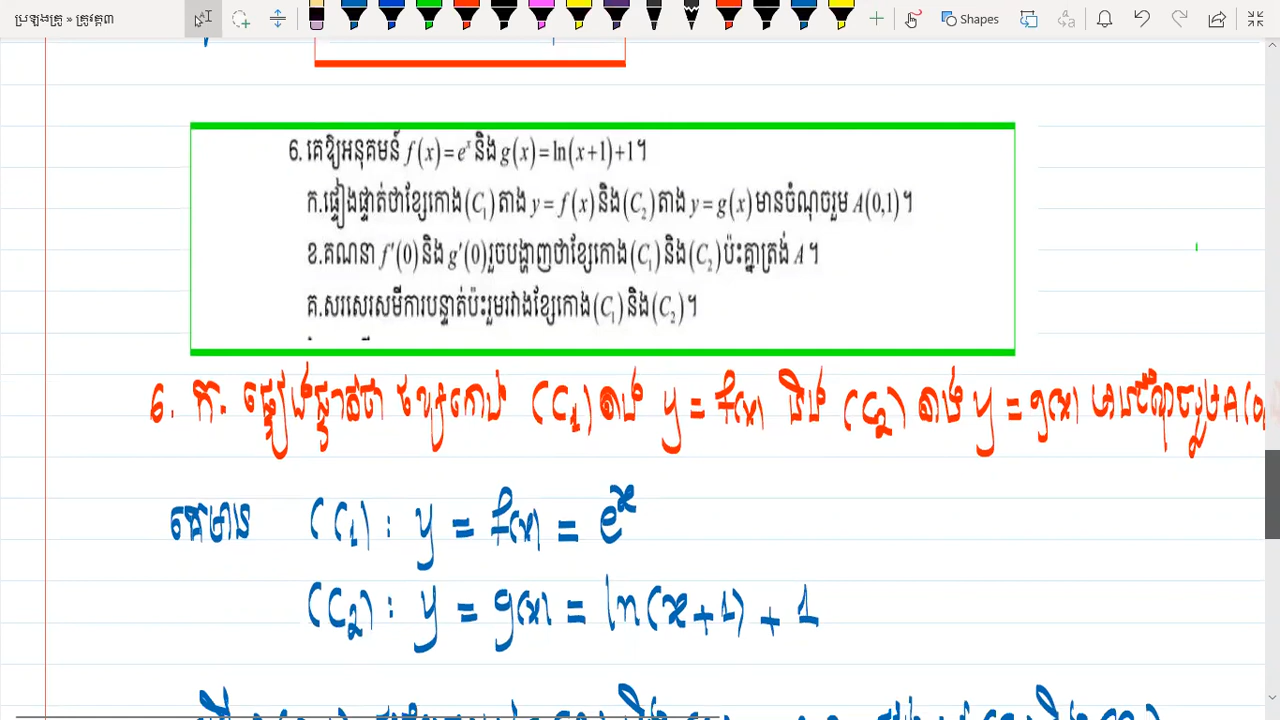 ប្រឡងគ្រូ » គ្រូវគ្គ៣
Shapes
6. គេឱ្យអនុគមន៍ f(x)=eˣ និង g(x)=ln(x+1)+1។
ក.ផ្ទៀងផ្ទាត់ថាខ្សែកោង (C₁) តាង y=f(x) និង (C₂) តាង y=g(x) មានចំណុចរួម A(0,1)។
ខ.គណនា f′(0) និង g′(0) រួចបង្ហាញថាខ្សែកោង (C₁) និង (C₂) ប៉ះគ្នាត្រង់ A។
គ.សរសេរសមីការបន្ទាត់ប៉ះរួមរវាងខ្សែកោង (C₁) និង (C₂)។
6. ក. ផ្ទៀងផ្ទាត់ថា ខ្សែកោង (C₁) តាង y = f(x) និង (C₂) តាង y = g(x) មានចំណុចរួម A(0,
គេមាន (C₁) : y = f(x) = eˣ
(C₂) : y = g(x) = ln(x+1) + 1